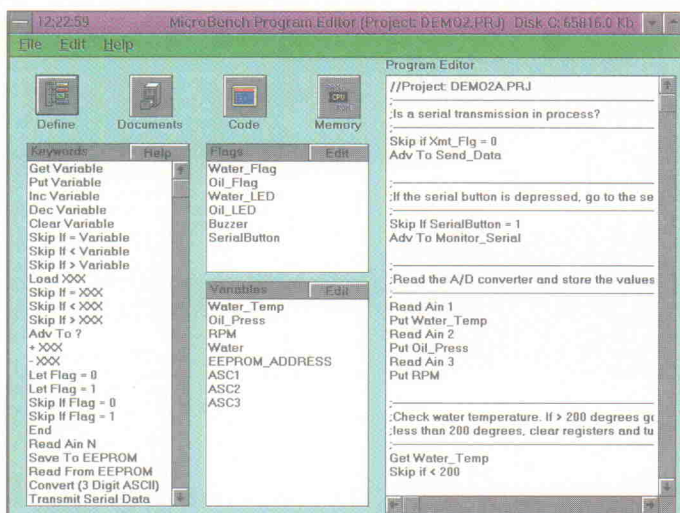 12:22:59 MicroBench Program Editor (Project: DEMO2.PRJ) Disk C: 65816.0 Kb
File Edit Help
Define
Documents
Code
CPU
Memory
Keywords Help
Get Variable
Put Variable
Inc Variable
Dec Variable
Clear Variable
Skip If = Variable
Skip If < Variable
Skip If > Variable
Load XXX
Skip If = XXX
Skip If < XXX
Skip If > XXX
Adv To ?
+ XXX
- XXX
Let Flag = 0
Let Flag = 1
Skip If Flag = 0
Skip If Flag = 1
End
Read Ain N
Save To EEPROM
Read From EEPROM
Convert (3 Digit ASCII)
Transmit Serial Data
Flags Edit
Water_Flag
Oil_Flag
Water_LED
Oil_LED
Buzzer
SerialButton
Variables Edit
Water_Temp
Oil_Press
RPM
Water
EEPROM_ADDRESS
ASC1
ASC2
ASC3
Program Editor
//Project: DEMO2A.PRJ
;Is a serial transmission in process?
Skip if Xmt_Flg = 0
Adv To Send_Data
;If the serial button is depressed, go to the se
Skip If SerialButton = 1
Adv To Monitor_Serial
;Read the A/D converter and store the values
Read Ain 1
Put Water_Temp
Read Ain 2
Put Oil_Press
Read Ain 3
Put RPM
;Check water temperature. If > 200 degrees go
;less than 200 degrees, clear registers and tu
Get Water_Temp
Skip if < 200